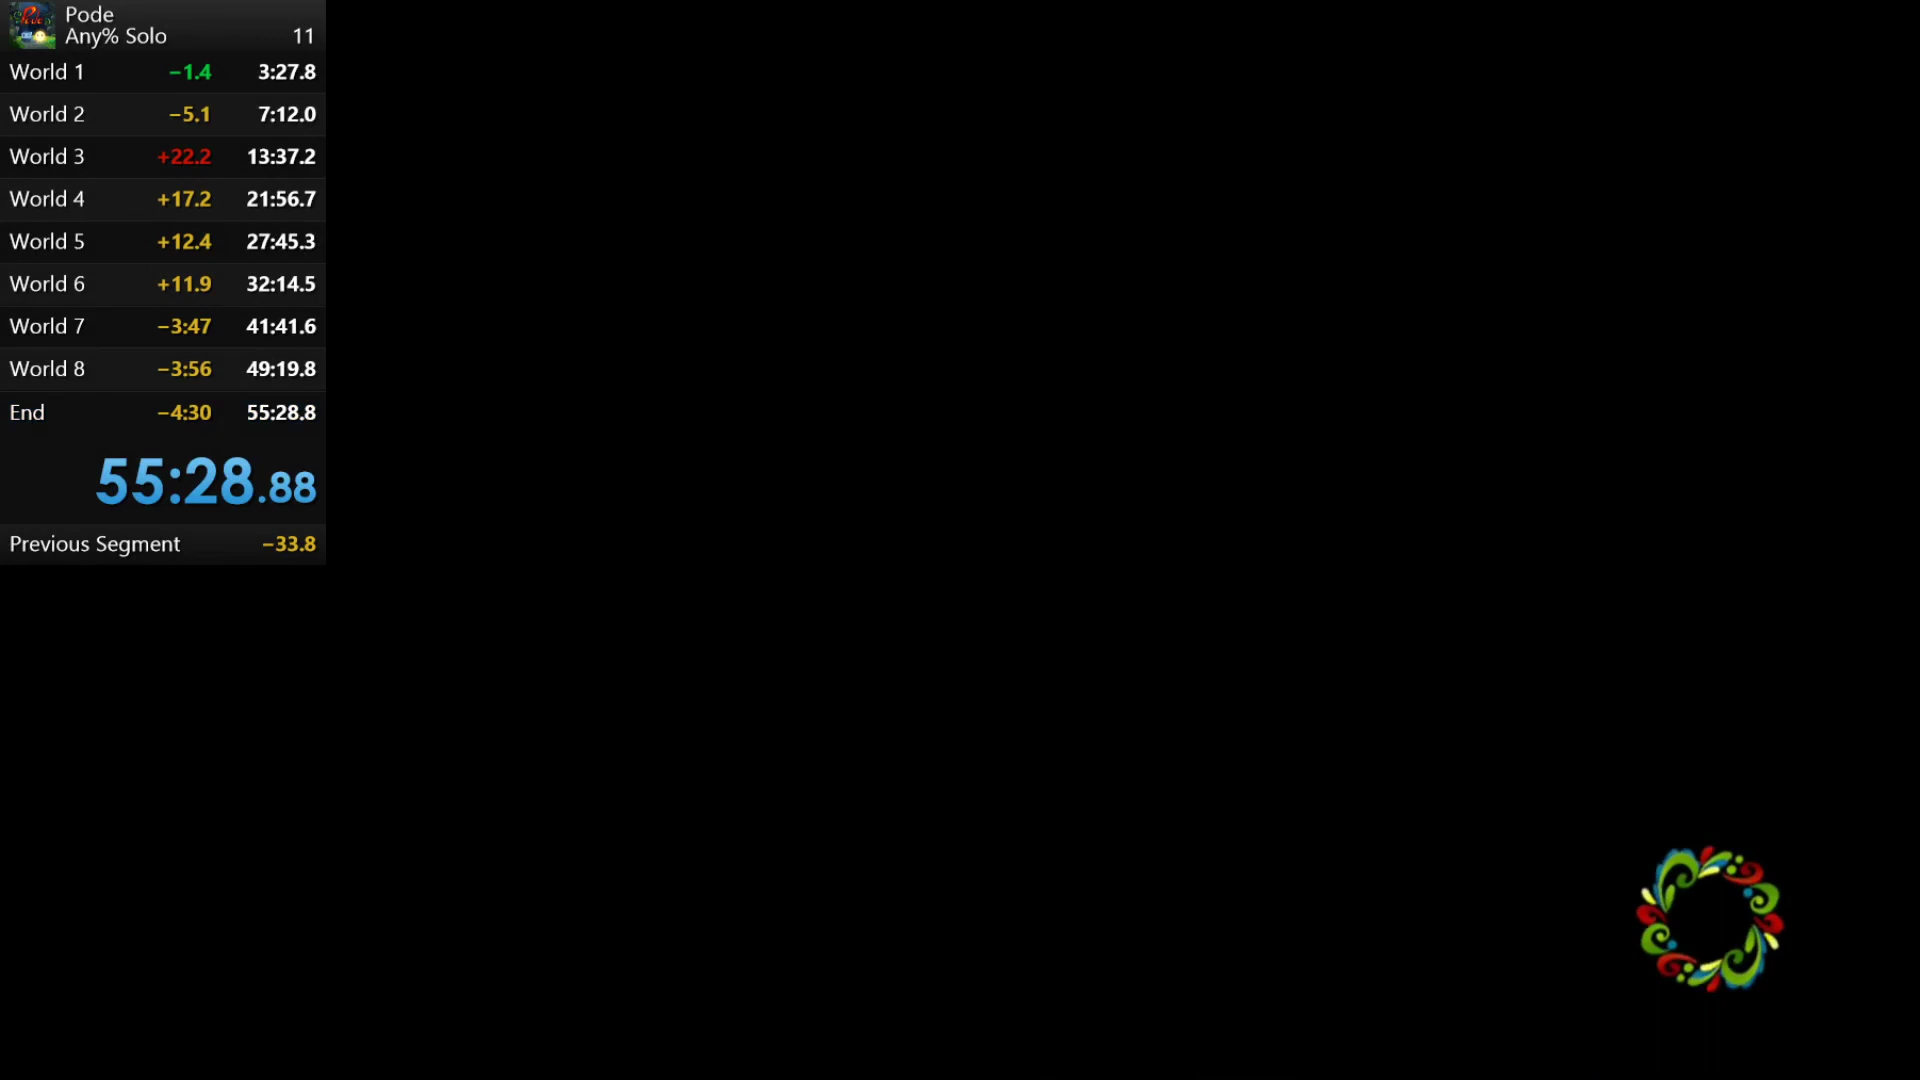 Pode
Any% Solo 11
World 1 −1.4 3:27.8
World 2 −5.1 7:12.0
World 3 +22.2 13:37.2
World 4 +17.2 21:56.7
World 5 +12.4 27:45.3
World 6 +11.9 32:14.5
World 7 −3:47 41:41.6
World 8 −3:56 49:19.8
End −4:30 55:28.8
55:28.88
Previous Segment −33.8